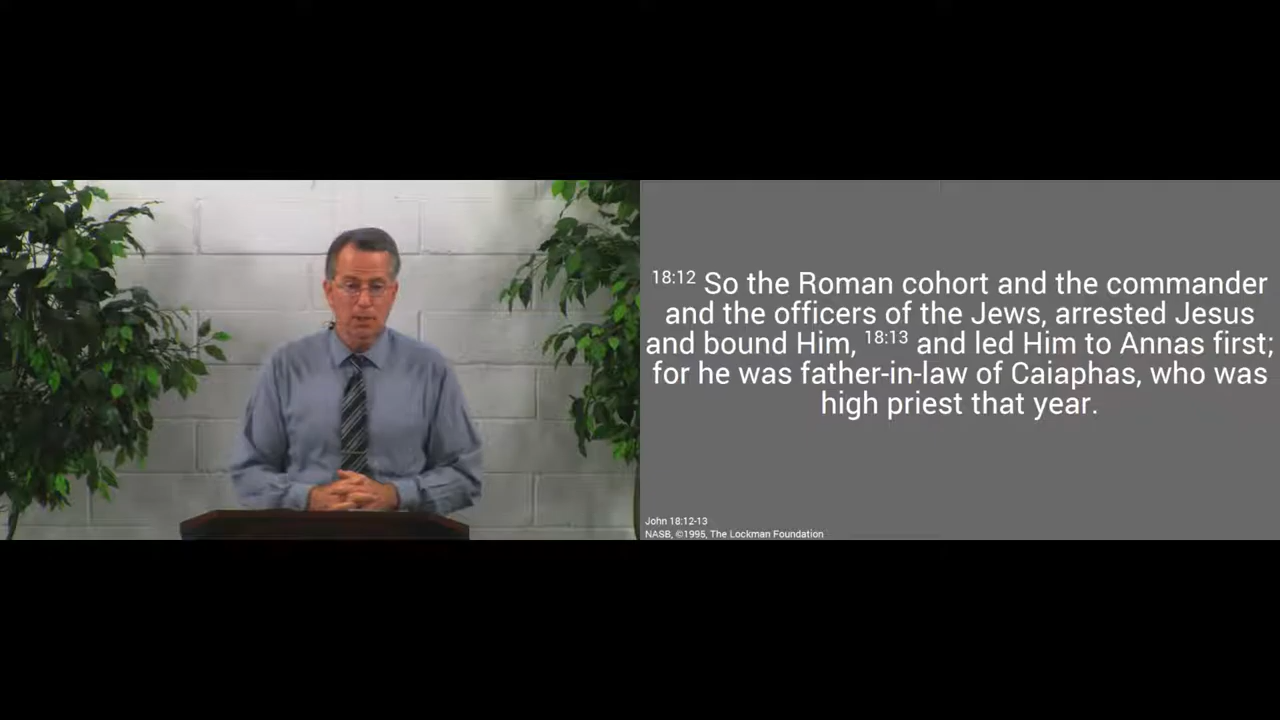 18:12 So the Roman cohort and the commander
and the officers of the Jews, arrested Jesus
and bound Him, 18:13 and led Him to Annas first;
for he was father-in-law of Caiaphas, who was
high priest that year.
John 18:12-13
NASB, ©1995, The Lockman Foundation